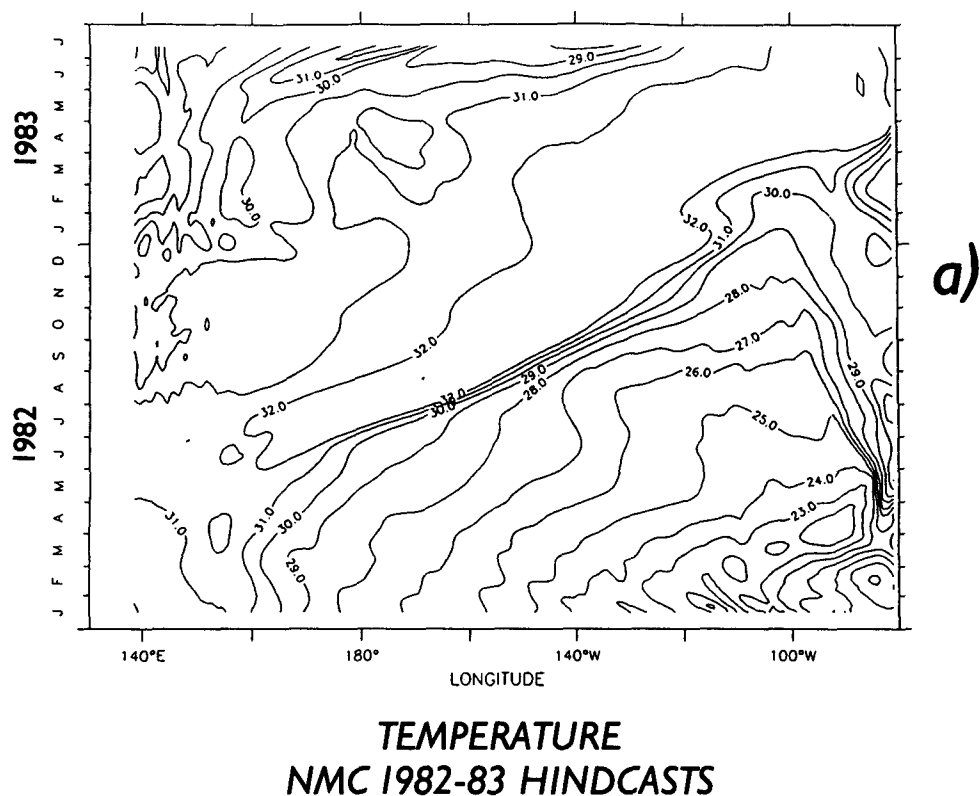 1983
1982
J
J
M
A
M
F
J
D
N
O
S
A
J
J
M
A
M
F
J
31.0
30.0
29.0
31.0
30.0
30.0
32.0
31.0
32.0
28.0
27.0
29.0
28.0
26.0
29.0
32.0
32.0
30.0
25.0
31.0
31.0
30.0
29.0
24.0
23.0
a)
140°E
180°
140°W
100°W
LONGITUDE
TEMPERATURE
NMC 1982-83 HINDCASTS